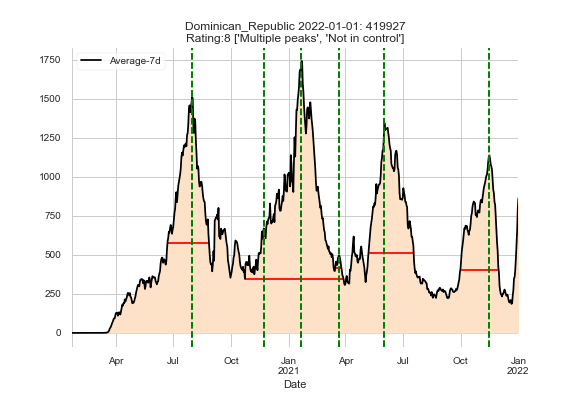 Dominican_Republic 2022-01-01: 419927
Rating:8 ['Multiple peaks', 'Not in control']
Average-7d
1750
1500
1250
1000
750
500
250
0
Apr
Jul
Oct
Jan
2021
Apr
Jul
Oct
Jan
2022
Date